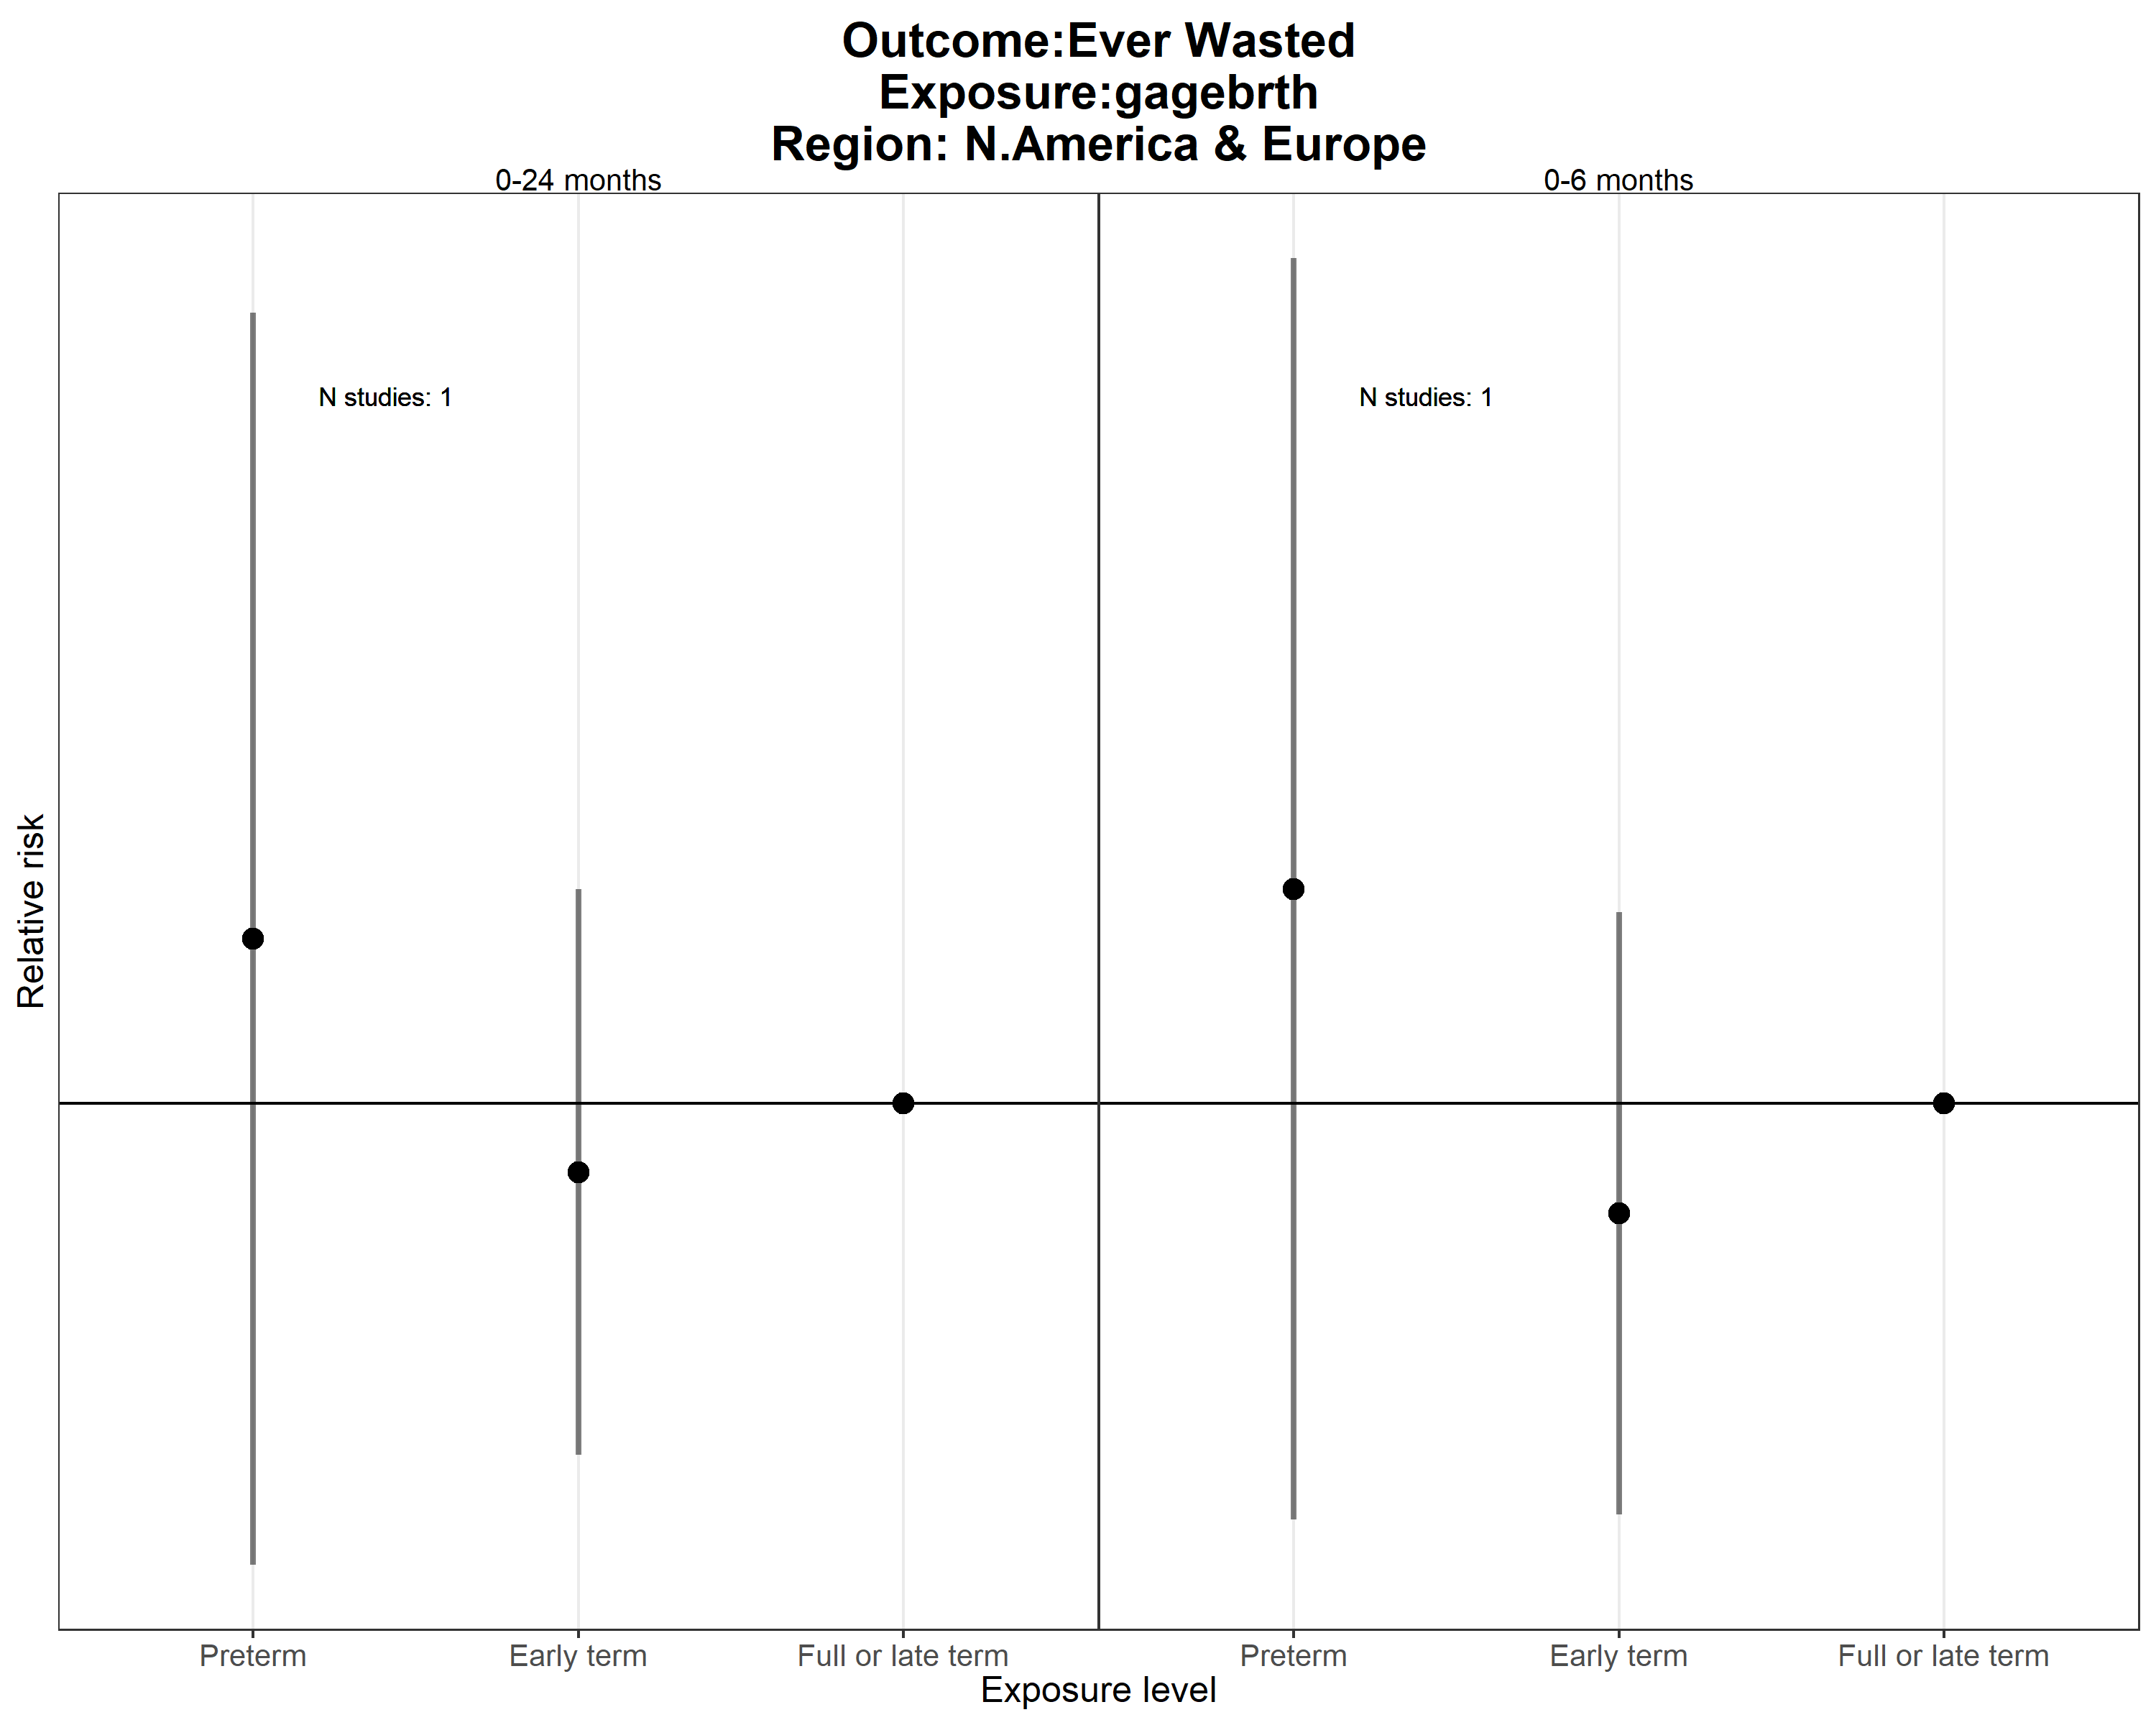 Outcome:Ever Wasted
Exposure:gagebrth
Region: N.America & Europe
0-24 months
0-6 months
N studies: 1
N studies: 1
Relative risk
Preterm
Early term
Full or late term
Preterm
Early term
Full or late term
Exposure level